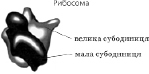 Рибосома
велика субодиниця
мала субодиниця